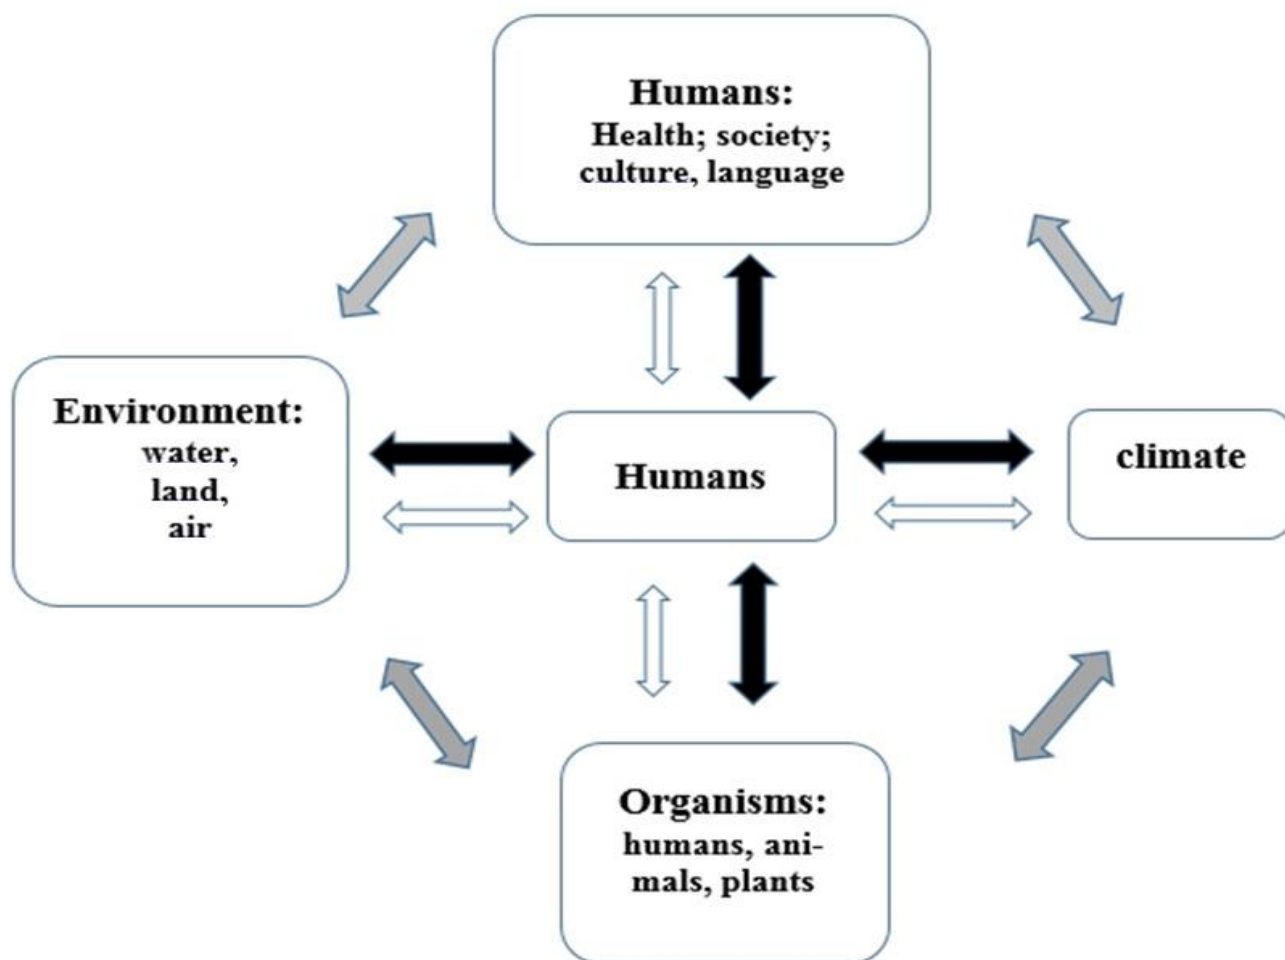 Humans:
Health; society;
culture, language
Environment:
water,
land,
air
Humans
climate
Organisms:
humans, ani-
mals, plants